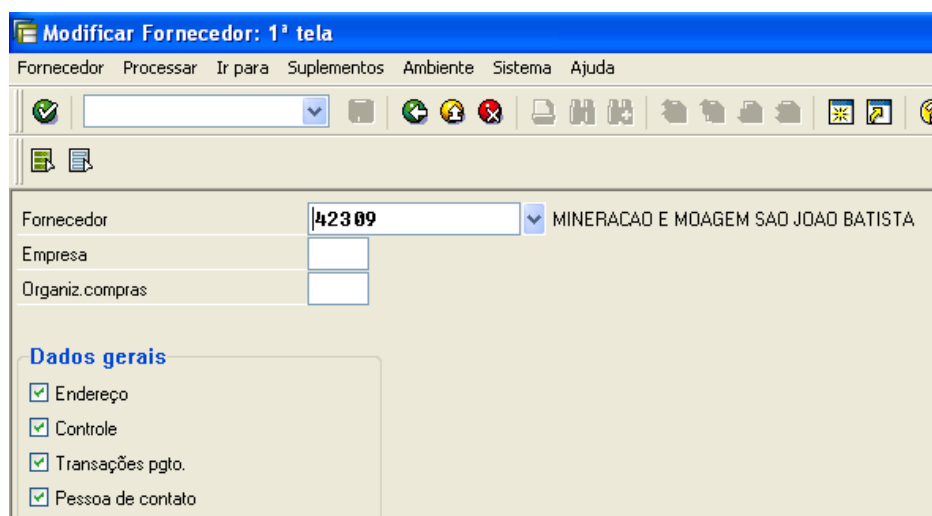 Modificar Fornecedor: 1ª tela
Fornecedor Processar Ir para Suplementos Ambiente Sistema Ajuda
Fornecedor 42309 MINERACAO E MOAGEM SAO JOAO BATISTA
Empresa
Organiz.compras
Dados gerais
Endereço
Controle
Transações pgto.
Pessoa de contato